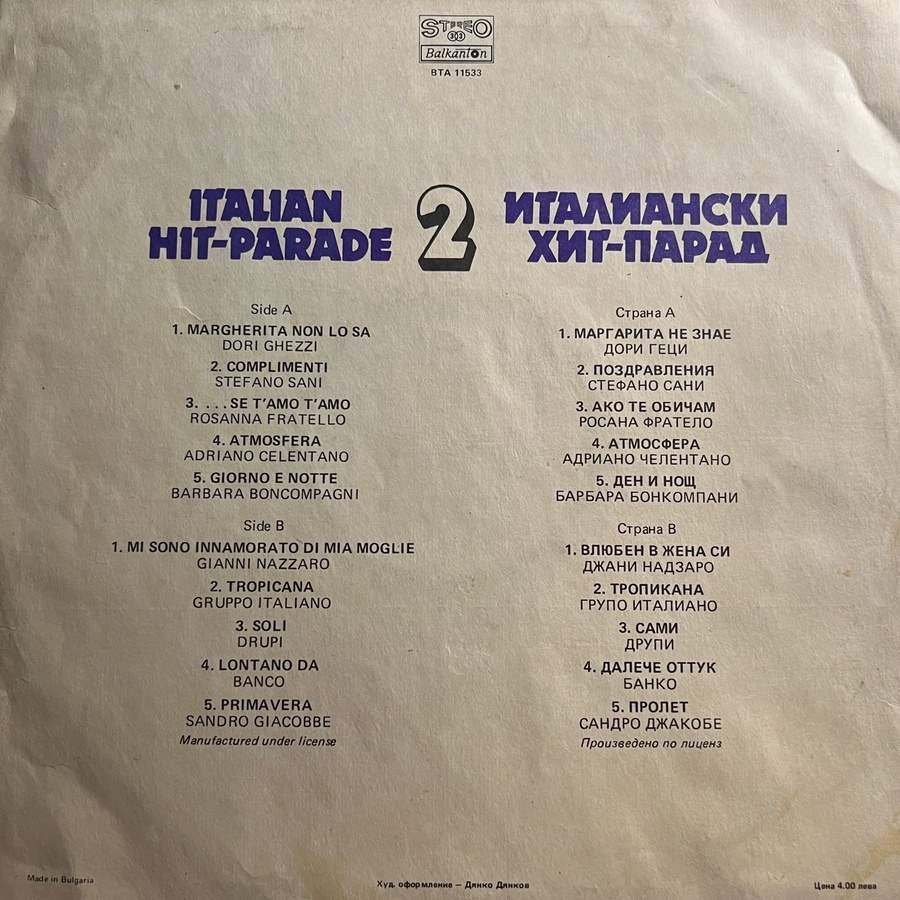 STEREO
33
Balkanton
BTA 11533
ITALIAN
HIT-PARADE
2
ИТАЛИАНСКИ
ХИТ-ПАРАД
Side A
1. MARGHERITA NON LO SA
DORI GHEZZI
2. COMPLIMENTI
STEFANO SANI
3. ...SE T'AMO T'AMO
ROSANNA FRATELLO
4. ATMOSFERA
ADRIANO CELENTANO
5. GIORNO E NOTTE
BARBARA BONCOMPAGNI
Side B
1. MI SONO INNAMORATO DI MIA MOGLIE
GIANNI NAZZARO
2. TROPICANA
GRUPPO ITALIANO
3. SOLI
DRUPI
4. LONTANO DA
BANCO
5. PRIMAVERA
SANDRO GIACOBBE
Manufactured under license
Страна А
1. МАРГАРИТА НЕ ЗНАЕ
ДОРИ ГЕЦИ
2. ПОЗДРАВЛЕНИЯ
СТЕФАНО САНИ
3. АКО ТЕ ОБИЧАМ
РОСАНА ФРАТЕЛО
4. АТМОСФЕРА
АДРИАНО ЧЕЛЕНТАНО
5. ДЕН И НОЩ
БАРБАРА БОНКОМПАНИ
Страна В
1. ВЛЮБЕН В ЖЕНА СИ
ДЖАНИ НАДЗАРО
2. ТРОПИКАНА
ГРУПО ИТАЛИАНО
3. САМИ
ДРУПИ
4. ДАЛЕЧЕ ОТТУК
БАНКО
5. ПРОЛЕТ
САНДРО ДЖАКОБЕ
Произведено по лиценз
Made in Bulgaria
Худ. оформление — Дянко Дянков
Цена 4.00 лева